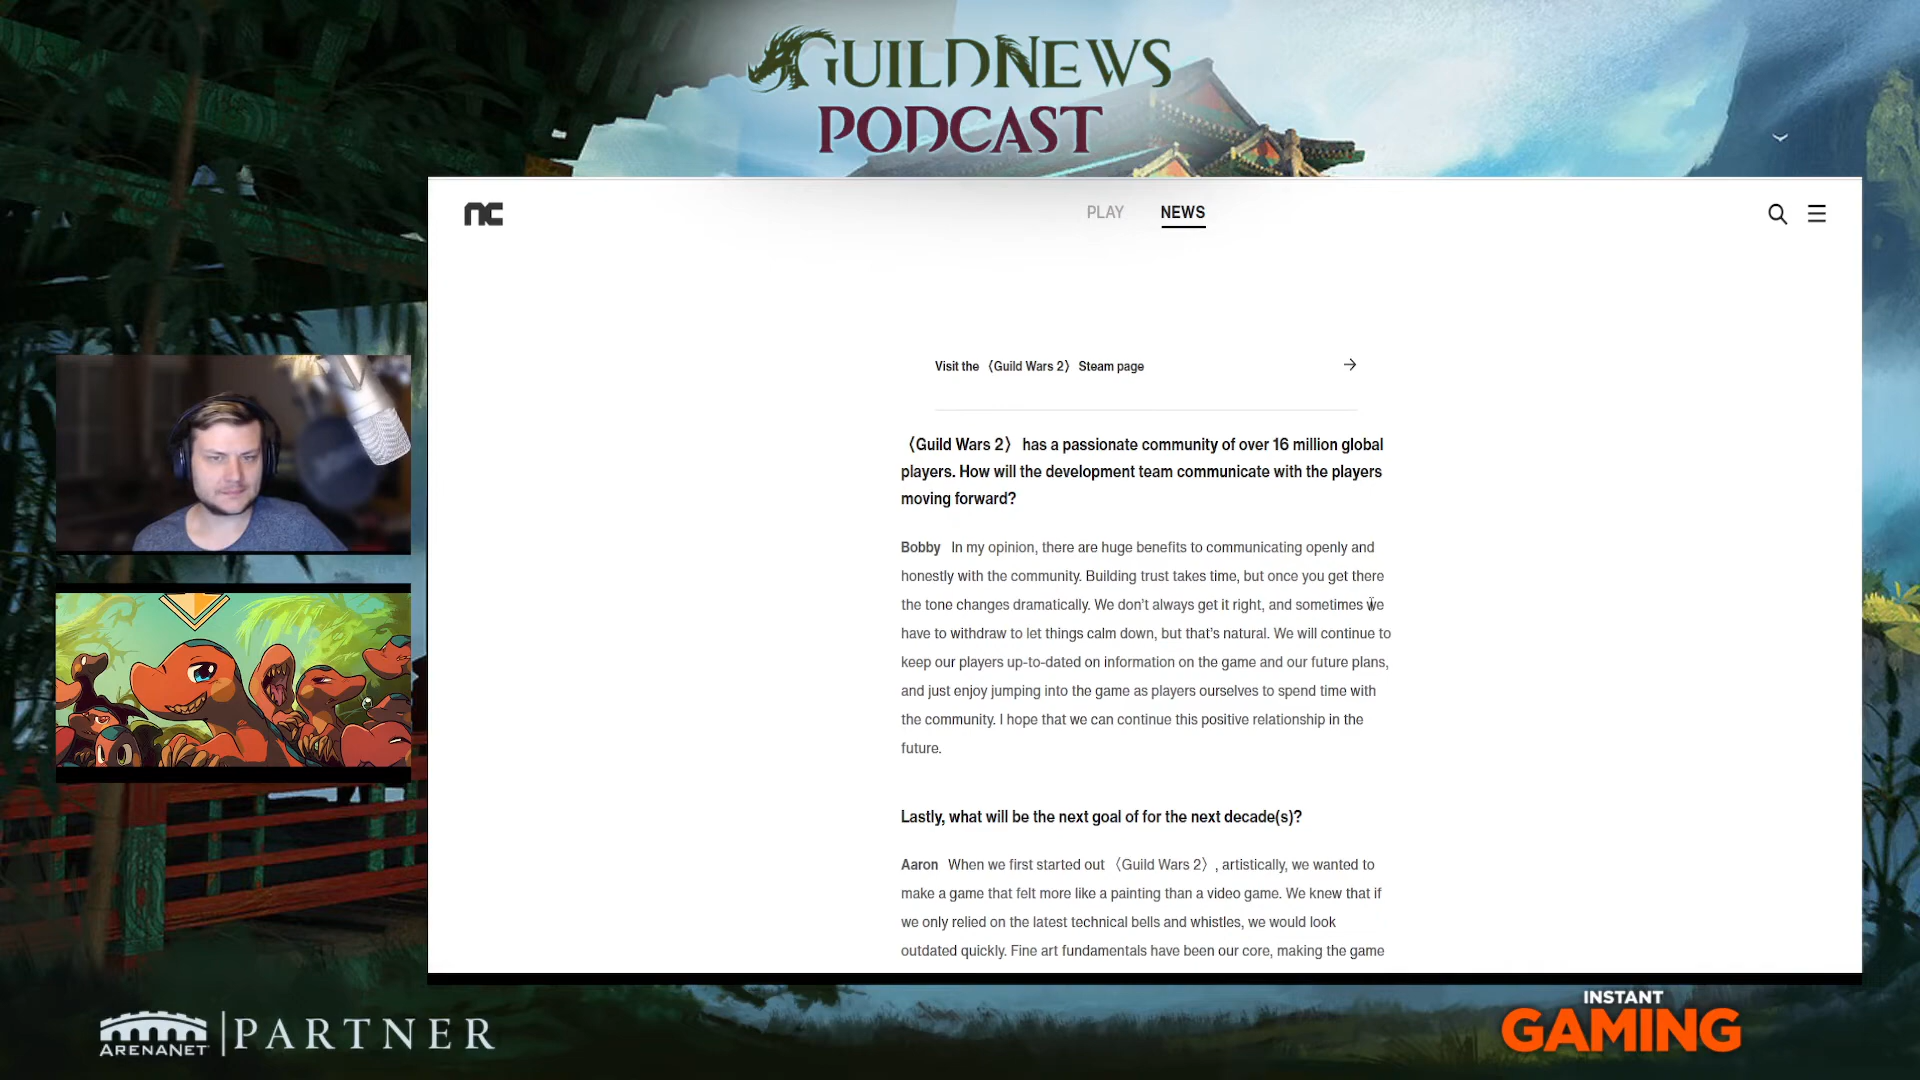 GUILDNEWS
PODCAST
nc
PLAY
NEWS
Visit the 〈Guild Wars 2〉 Steam page
〈Guild Wars 2〉 has a passionate community of over 16 million global
players. How will the development team communicate with the players
moving forward?
Bobby In my opinion, there are huge benefits to communicating openly and
honestly with the community. Building trust takes time, but once you get there
the tone changes dramatically. We don’t always get it right, and sometimes we
have to withdraw to let things calm down, but that’s natural. We will continue to
keep our players up-to-dated on information on the game and our future plans,
and just enjoy jumping into the game as players ourselves to spend time with
the community. I hope that we can continue this positive relationship in the
future.
Lastly, what will be the next goal of for the next decade(s)?
Aaron When we first started out 〈Guild Wars 2〉, artistically, we wanted to
make a game that felt more like a painting than a video game. We knew that if
we only relied on the latest technical bells and whistles, we would look
outdated quickly. Fine art fundamentals have been our core, making the game
ARENANET | PARTNER
INSTANT
GAMING